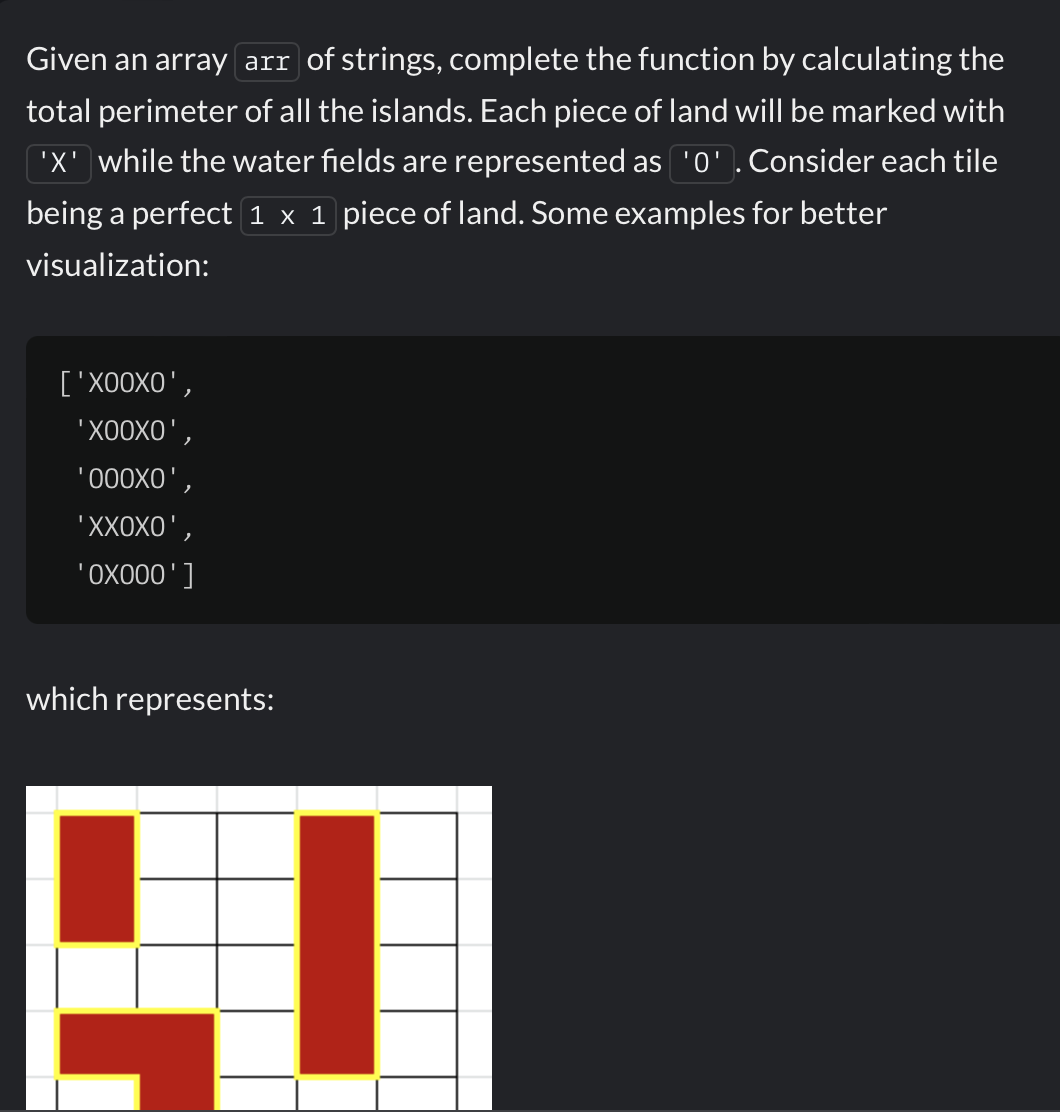 Given an array arr of strings, complete the function by calculating the
total perimeter of all the islands. Each piece of land will be marked with
'X' while the water fields are represented as 'O'. Consider each tile
being a perfect 1 x 1 piece of land. Some examples for better
visualization:
['XOOXO',
'XOOXO',
'OOOXO',
'XXOXO',
'OXOOO']
which represents: